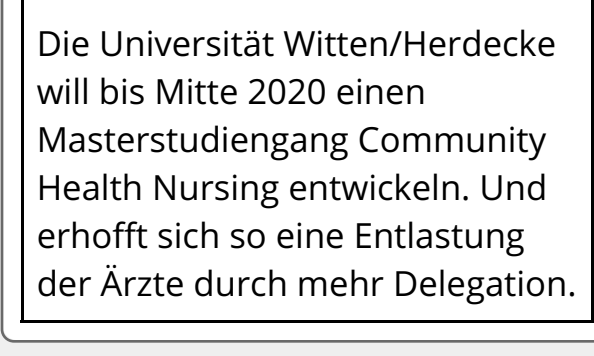 Die Universität Witten/Herdecke
will bis Mitte 2020 einen
Masterstudiengang Community
Health Nursing entwickeln. Und
erhofft sich so eine Entlastung
der Ärzte durch mehr Delegation.